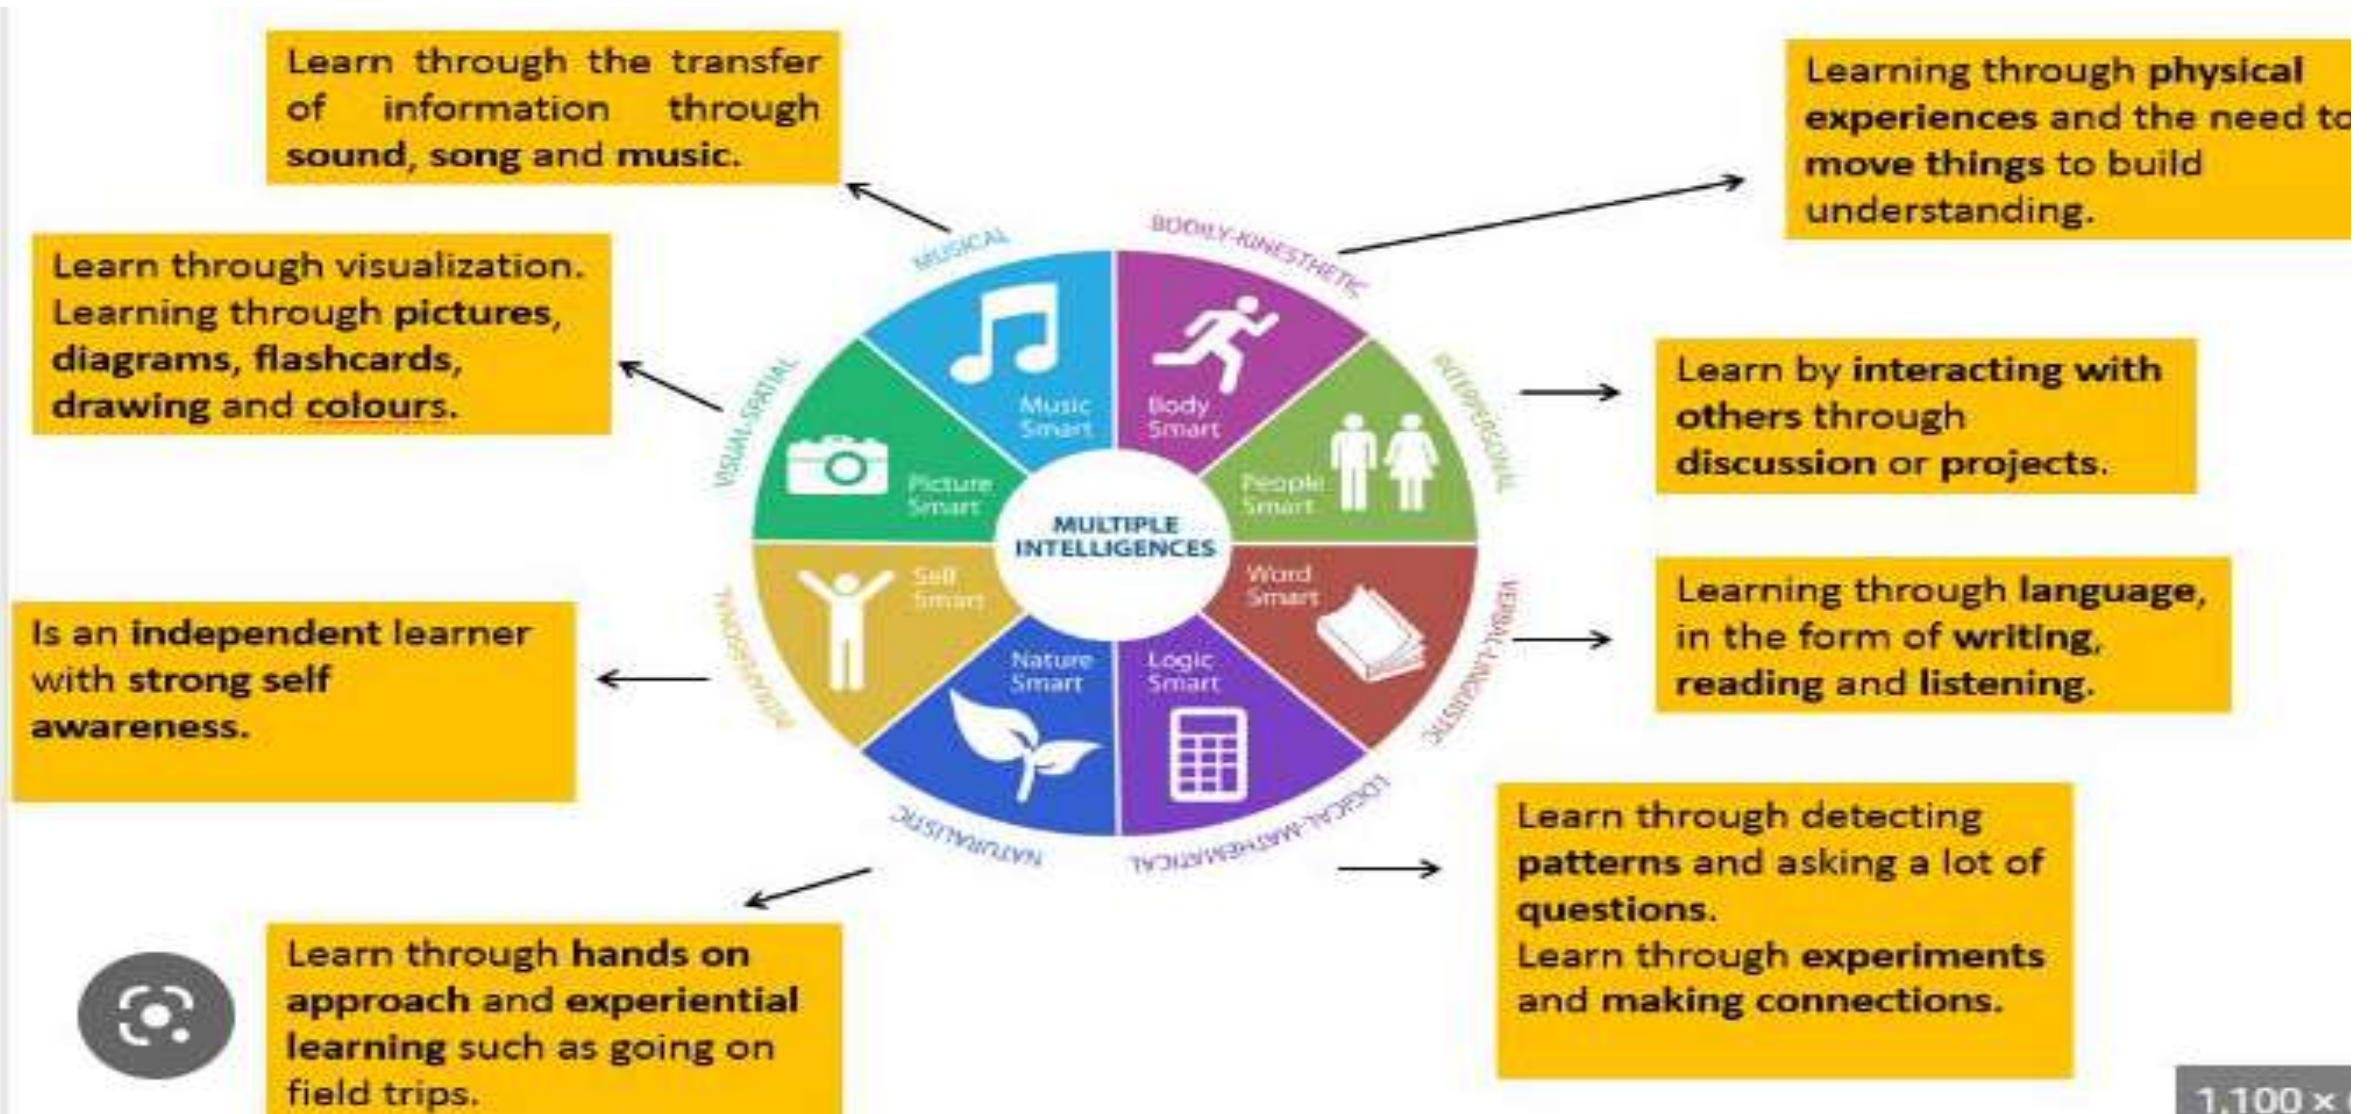 Learn through the transfer
of information through
sound, song and music.
Learning through physical
experiences and the need to
move things to build
understanding.
Learn through visualization.
Learning through pictures,
diagrams, flashcards,
drawing and colours.
Learn by interacting with
others through
discussion or projects.
Is an independent learner
with strong self
awareness.
Learning through language,
in the form of writing,
reading and listening.
Learn through detecting
patterns and asking a lot of
questions.
Learn through experiments
and making connections.
Learn through hands on
approach and experiential
learning such as going on
field trips.
MUSICAL
BODILY-KINESTHETIC
VISUAL-SPATIAL
INTERPERSONAL
VERBAL-LINGUISTIC
LOGICAL-MATHEMATICAL
NATURALISTIC
Music
Smart
Body
Smart
Picture
Smart
People
Smart
MULTIPLE
INTELLIGENCES
Self
Smart
Word
Smart
Nature
Smart
Logic
Smart
1,100 ×